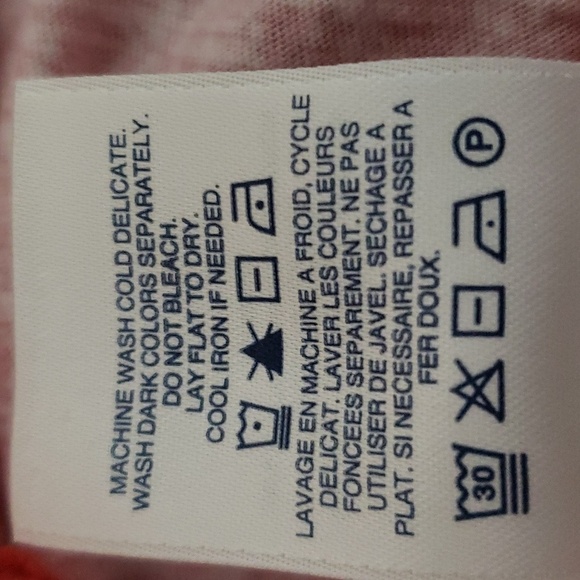 MACHINE WASH COLD DELICATE.
WASH DARK COLORS SEPARATELY.
DO NOT BLEACH.
LAY FLAT TO DRY.
COOL IRON IF NEEDED.
LAVAGE EN MACHINE A FROID, CYCLE
DELICAT. LAVER LES COULEURS
FONCEES SEPAREMENT. NE PAS
UTILISER DE JAVEL. SECHAGE A
PLAT. SI NECESSAIRE, REPASSER A
FER DOUX.
30 P